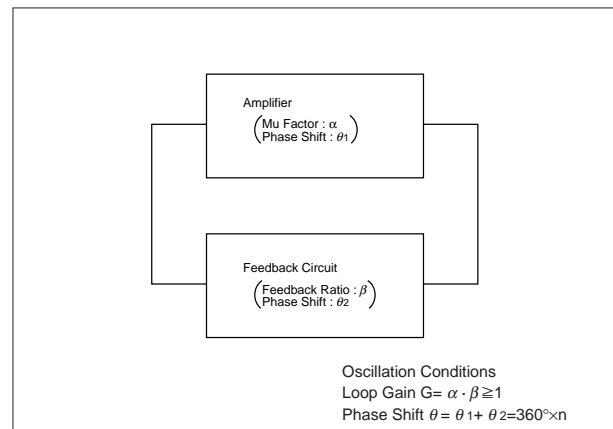 Amplifier
(Mu Factor : α
Phase Shift : θ1)
Feedback Circuit
(Feedback Ratio : β
Phase Shift : θ2)
Oscillation Conditions
Loop Gain G= α · β ≧1
Phase Shift θ = θ1+ θ2=360°×n